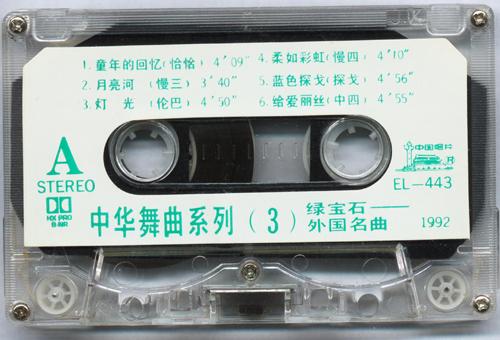 1.童年的回忆(恰恰) 4′09″
2.月亮河 (慢三) 3′40″
3.灯 光 (伦巴) 4′50″
4.柔如彩虹(慢四) 4′10″
5.蓝色探戈(探戈) 4′56″
6.给爱丽丝(中四) 4′55″
A
STEREO
HX PRO
B·NR
中国唱片
EL—443
中华舞曲系列(3)
绿宝石——
外国名曲
1992